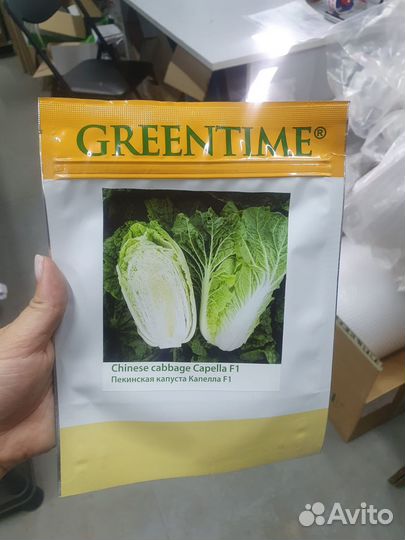 GREENTIME®
Chinese cabbage Capella F1
Пекинская капуста Капелла F1
Avito